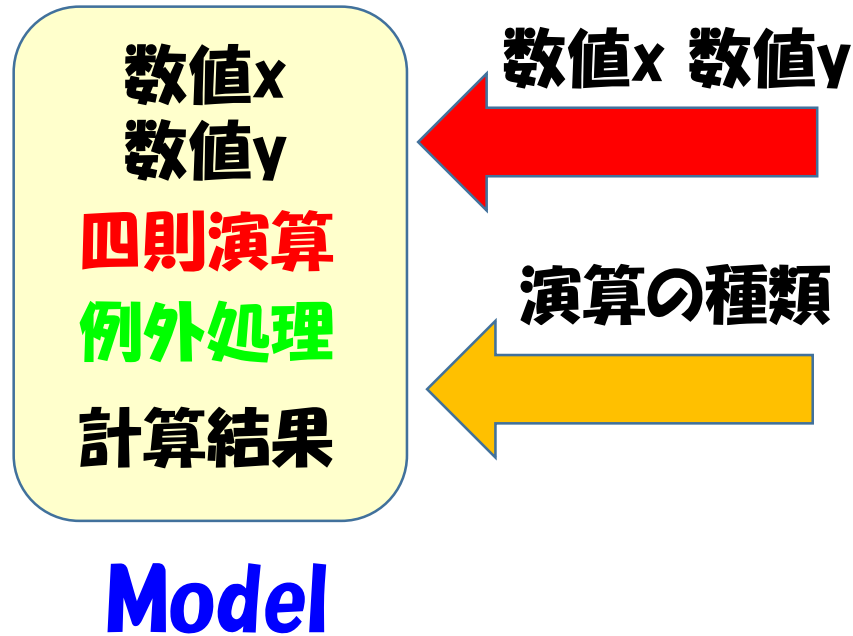 数値x
数値y
四則演算
例外処理
計算結果
Model
数値x 数値y
演算の種類